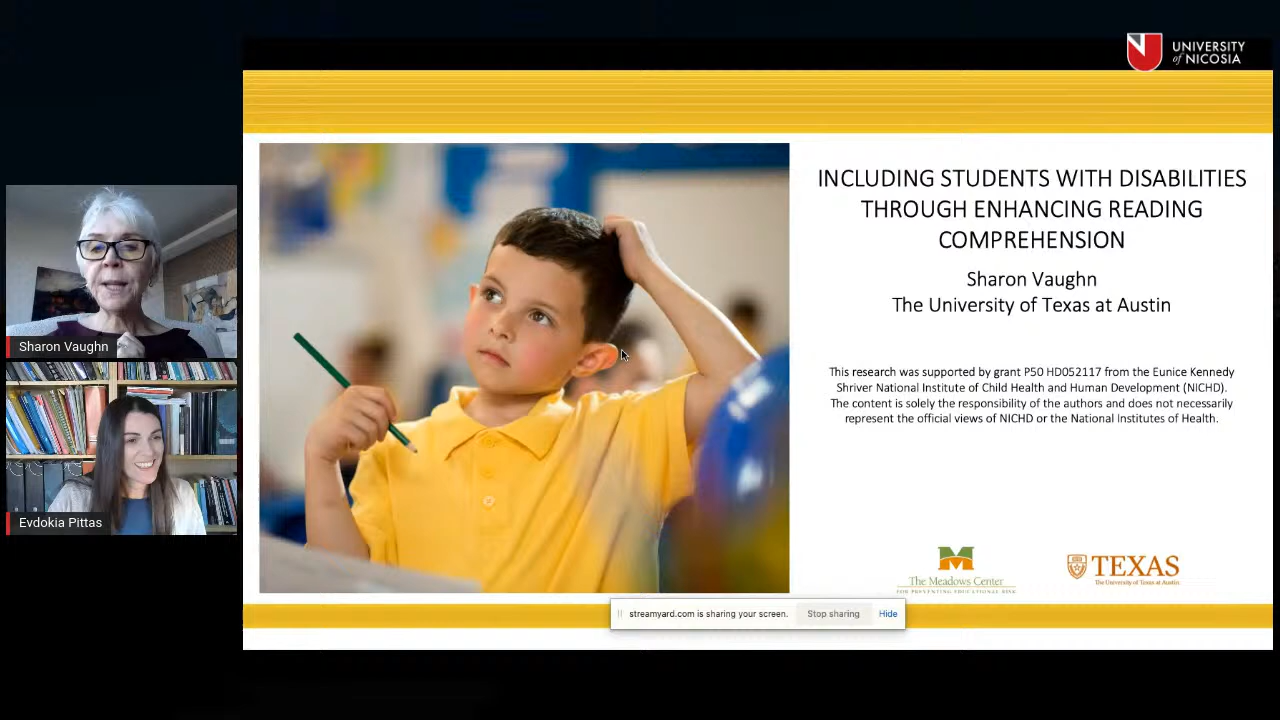 UNIVERSITY
of NICOSIA
INCLUDING STUDENTS WITH DISABILITIES
THROUGH ENHANCING READING
COMPREHENSION
Sharon Vaughn
The University of Texas at Austin
This research was supported by grant P50 HD052117 from the Eunice Kennedy
Shriver National Institute of Child Health and Human Development (NICHD).
The content is solely the responsibility of the authors and does not necessarily
represent the official views of NICHD or the National Institutes of Health.
Sharon Vaughn
Evdokia Pittas
The Meadows Center
FOR PREVENTING EDUCATIONAL RISK
TEXAS
The University of Texas at Austin
streamyard.com is sharing your screen.
Stop sharing
Hide